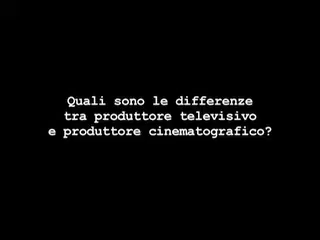 Quali sono le differenze
tra produttore televisivo
e produttore cinematografico?